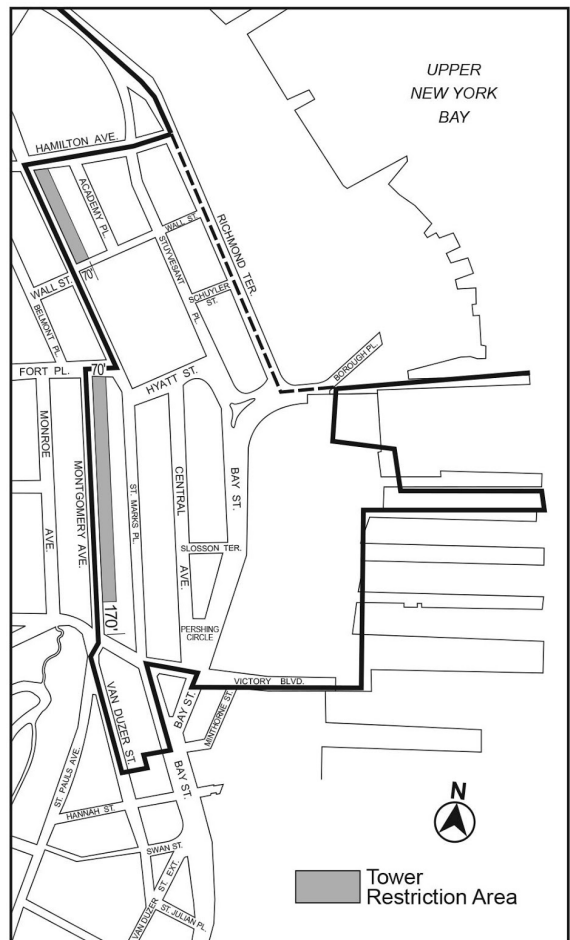 UPPER
NEW YORK
BAY
HAMILTON AVE.
ACADEMY PL.
WALL ST.
STUYVESANT
PL.
RICHMOND TER.
SCHUYLER
ST.
70'
WALL ST.
BELMONT PL.
BOROUGH PL.
FORT PL.
70'
HYATT ST.
MONROE
AVE.
MONTGOMERY AVE.
ST. MARKS PL.
CENTRAL
AVE.
BAY ST.
SLOSSON TER.
170'
PERSHING
CIRCLE
VICTORY BLVD.
VAN DUZER ST.
BAY ST.
MINTHORNE ST.
ST. PAULS AVE.
BAY ST.
HANNAH ST.
SWAN ST.
VAN DUZER
ST. EXT.
ST. JULIAN PL.
N
Tower
Restriction Area